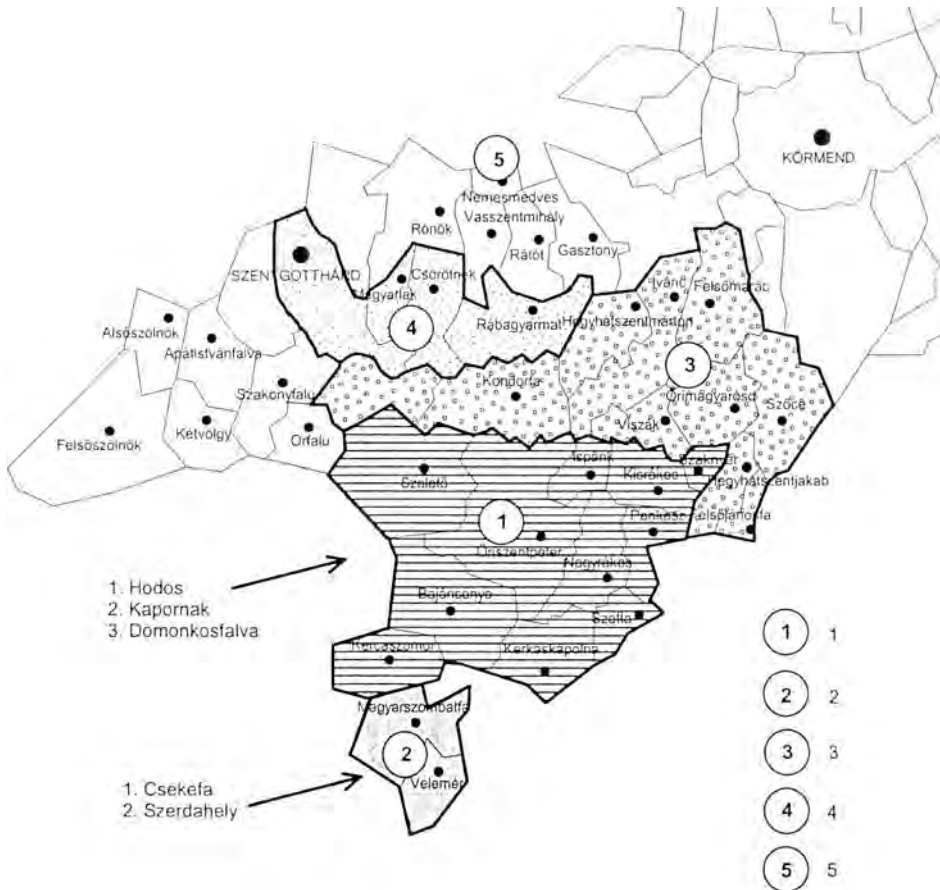 5
KÖRMEND
Nemesmedves
Vasszentmihály
Rönök
Rátót
Gasztony
SZENTGOTTHÁRD
Magyarlak
Csörötnek
Ivánc
Felsőmarác
Rábagyarmat
Hegyhátszentmárton
4
Alsószölnök
Apátistvánfalva
3
Szakonyfalu
Kondorfa
Őrimagyarósd
Szőce
Felsőszölnök
Kétvölgy
Orfalu
Viszák
Ispánk
Szaknyér
Szalafő
Kisrákos
Hegyhátszentjakab
1
Pankasz
Felsőjánosfa
Őriszentpéter
Nagyrákos
1. Hodos
2. Kapornak
3. Domonkosfalva
Bajánsenye
Szatta
1 1
Kercaszomor
Kerkáskápolna
2 2
Magyarszombatfa
2
3 3
Velemér
1. Csekefa
2. Szerdahely
4 4
5 5